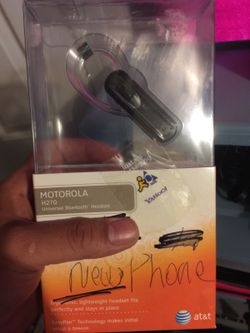 MOTOROLA
H270
Universal Bluetooth Headset
YAHOO!
New Phone
lightweight headset fits
perfectly and stays in place
Technology makes initial
at&t